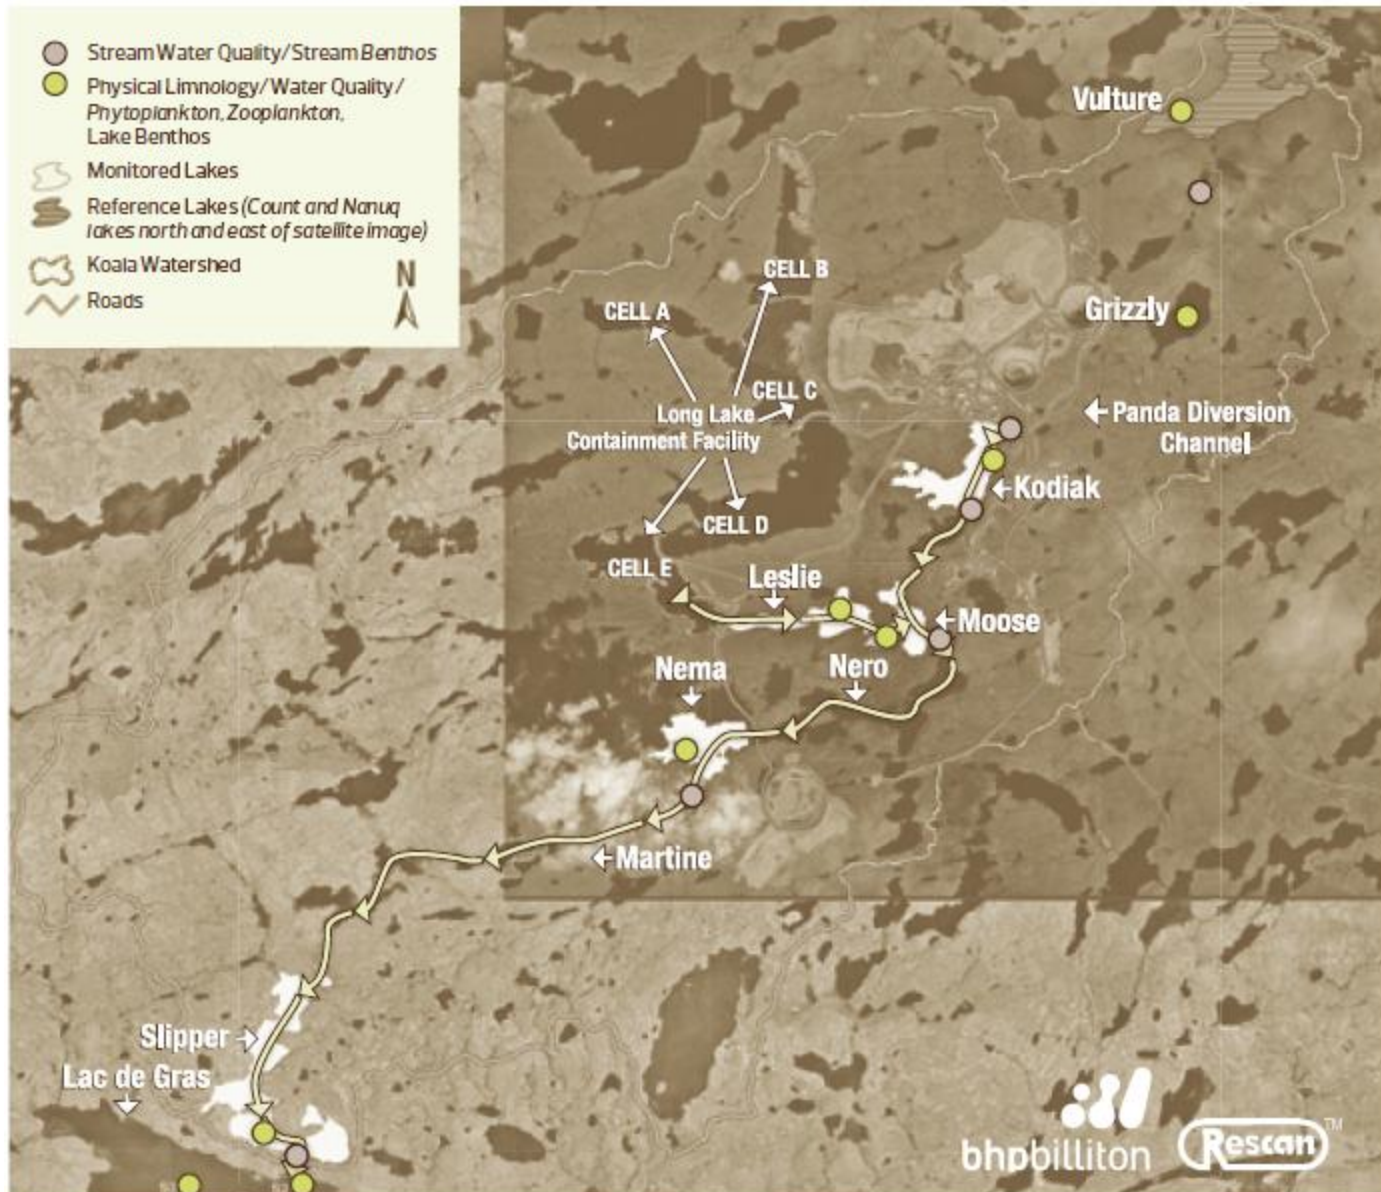 Stream Water Quality/Stream Benthos
Physical Limnology/Water Quality/
Phytoplankton, Zooplankton,
Lake Benthos
Monitored Lakes
Reference Lakes (Count and Nanuq
lakes north and east of satellite image)
Koala Watershed
N
Roads
Vulture
CELL B
CELL A
Grizzly
CELL C
Long Lake
Containment Facility
Panda Diversion
Channel
Kodiak
CELL D
CELL E
Leslie
Moose
Nema
Nero
Martine
Slipper
Lac de Gras
bhpbilliton
Rescan™